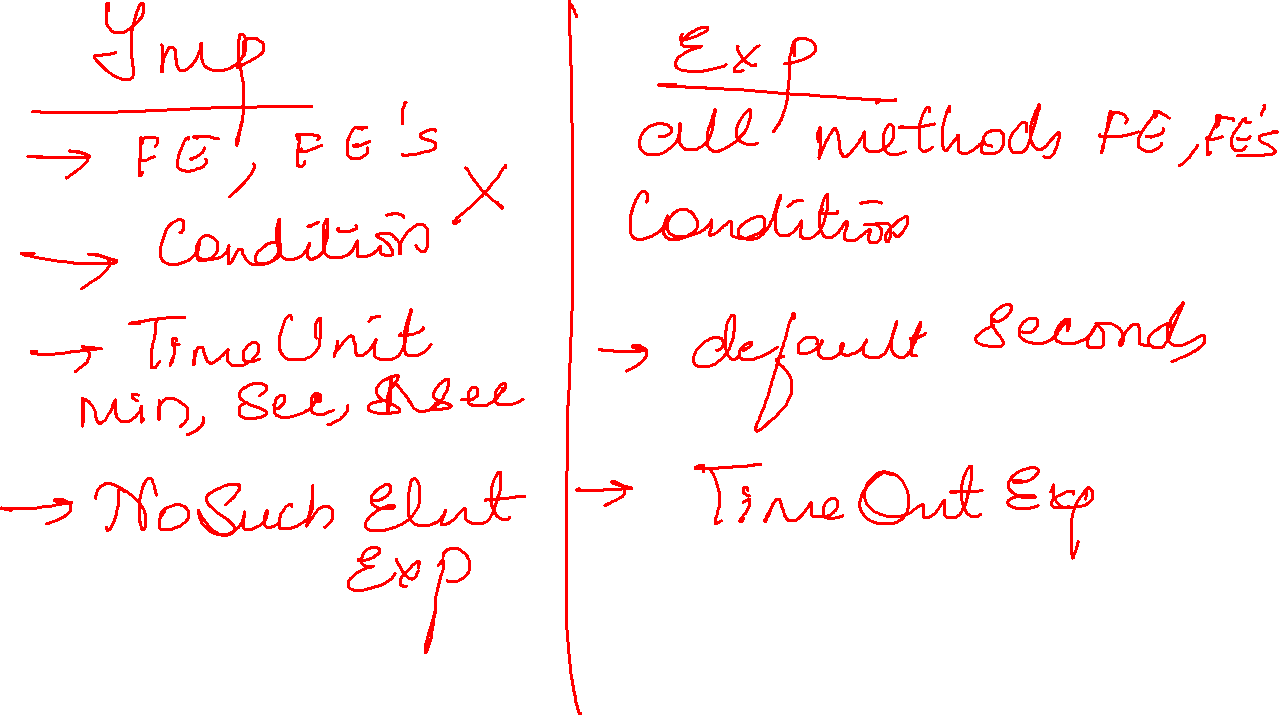 Imp
→ FE, FE's
→ Condition X
→ TimeUnit
Min, Sec, Sec
→ NoSuch Elmt
Exp
Exp
all methods FE, FE's
Condition
→ default seconds
→ TimeOut Exp